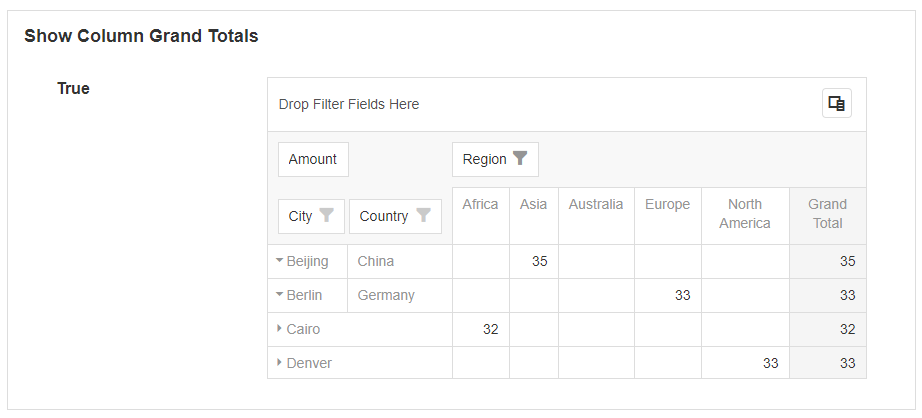 Show Column Grand Totals
True
Drop Filter Fields Here
Amount
Region
City Country
Africa Asia Australia Europe North America Grand Total
Beijing China 35 35
Berlin Germany 33 33
Cairo 32 32
Denver 33 33